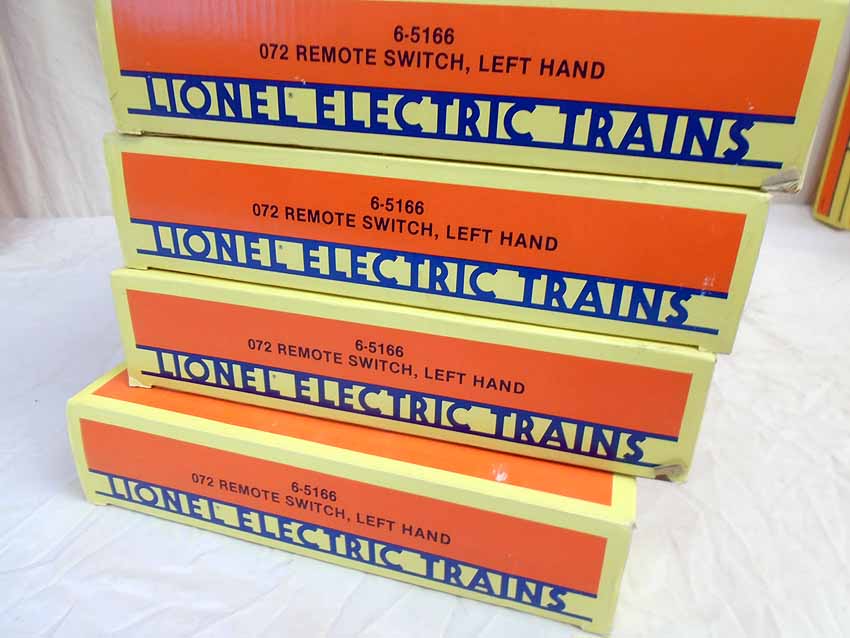 6-5166
072 REMOTE SWITCH, LEFT HAND
LIONEL ELECTRIC TRAINS
6-5166
072 REMOTE SWITCH, LEFT HAND
LIONEL ELECTRIC TRAINS
6-5166
072 REMOTE SWITCH, LEFT HAND
LIONEL ELECTRIC TRAINS
6-5166
072 REMOTE SWITCH, LEFT HAND
LIONEL ELECTRIC TRAINS